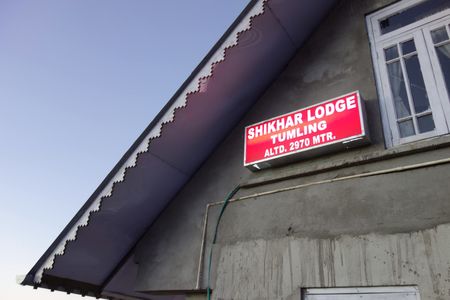 SHIKHAR LODGE
TUMLING
ALTD. 2970 MTR.